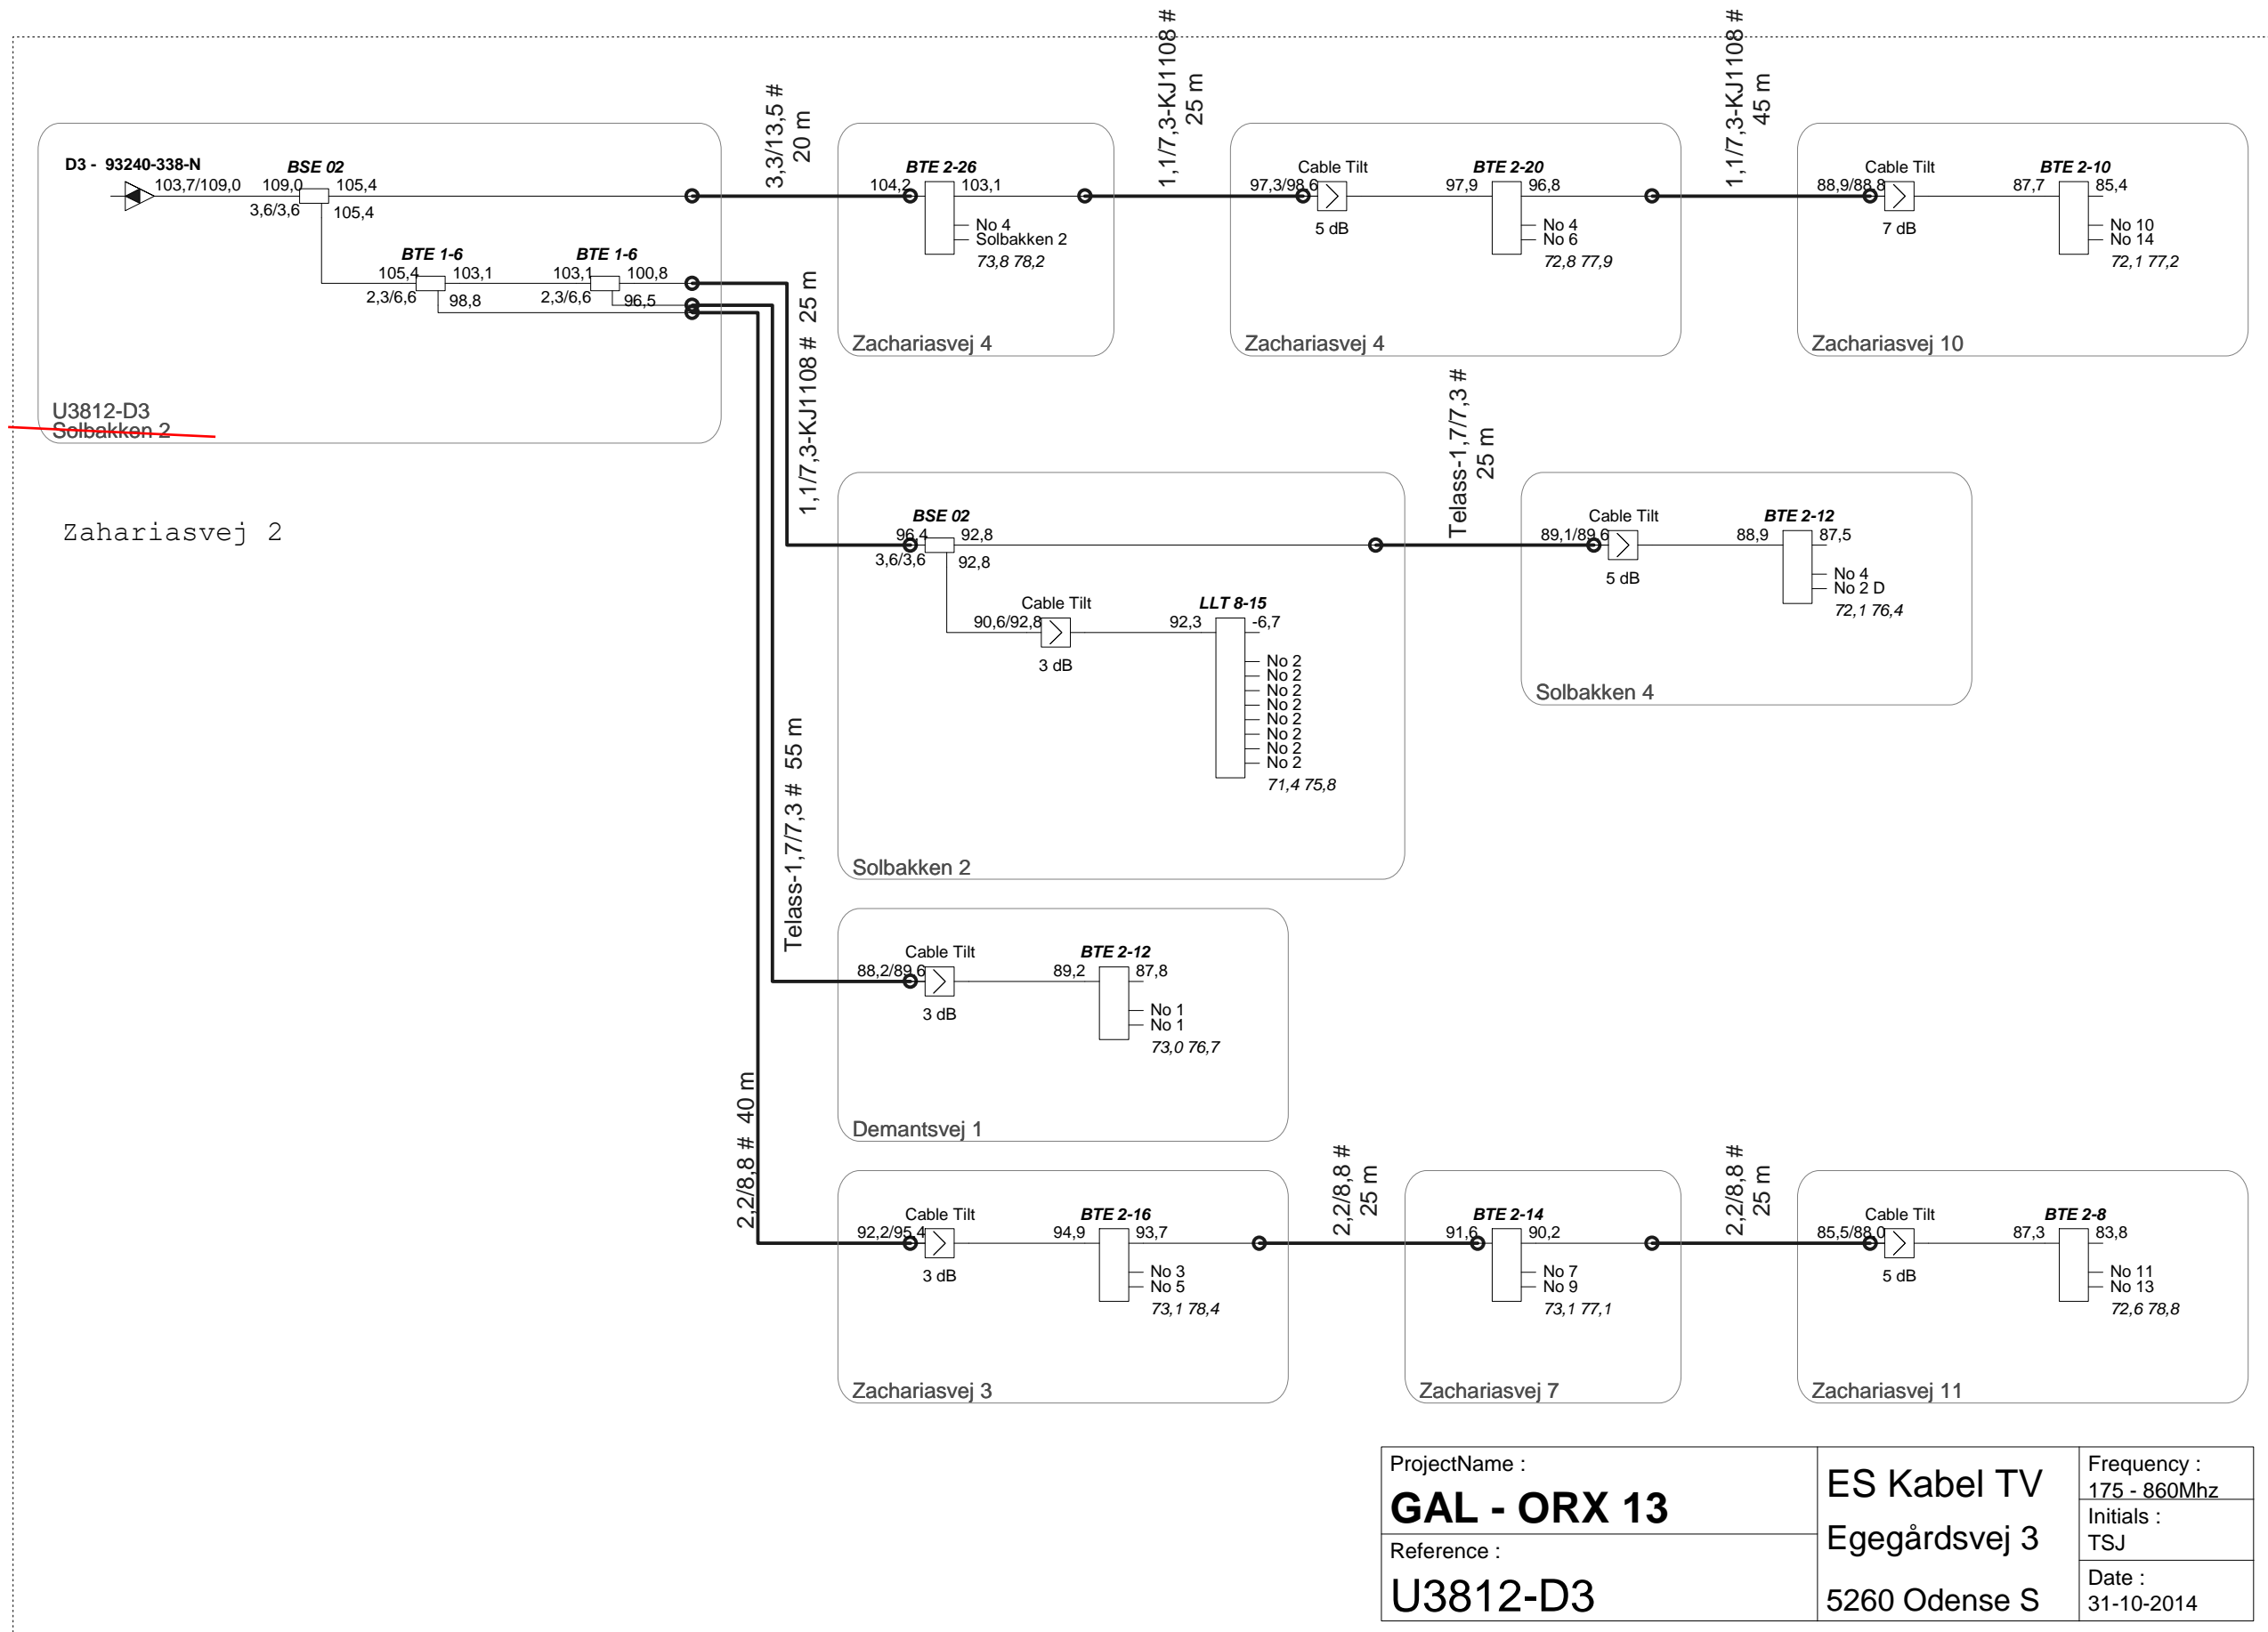 3,3/13,5 #
20 m
1,1/7,3-KJ1108 #
25 m
1,1/7,3-KJ1108 #
45 m
D3 -  93240-338-N
103,7/109,0
BSE 02
109,0
105,4
3,6/3,6
105,4
BTE 1-6
105,4
103,1
2,3/6,6
98,8
BTE 1-6
103,1
100,8
2,3/6,6
96,5
U3812-D3
Solbakken 2
Zahariasvej 2
BTE 2-26
104,2
103,1
No 4
Solbakken 2
73,8 78,2
Zachariasvej 4
Cable Tilt
97,3/98,6
5 dB
BTE 2-20
97,9
96,8
No 4
No 6
72,8 77,9
Zachariasvej 4
Cable Tilt
88,9/88,8
7 dB
BTE 2-10
87,7
85,4
No 10
No 14
72,1 77,2
Zachariasvej 10
1,1/7,3-KJ1108 #  25 m
BSE 02
96,4
92,8
3,6/3,6
92,8
Cable Tilt
90,6/92,8
3 dB
LLT 8-15
92,3
-6,7
No 2
No 2
No 2
No 2
No 2
No 2
No 2
No 2
71,4 75,8
Solbakken 2
Telass-1,7/7,3 #
25 m
Cable Tilt
89,1/89,6
5 dB
BTE 2-12
88,9
87,5
No 4
No 2 D
72,1 76,4
Solbakken 4
Telass-1,7/7,3 #  55 m
Cable Tilt
88,2/89,6
3 dB
BTE 2-12
89,2
87,8
No 1
No 1
73,0 76,7
Demantsvej 1
2,2/8,8 #  40 m
Cable Tilt
92,2/95,4
3 dB
BTE 2-16
94,9
93,7
No 3
No 5
73,1 78,4
Zachariasvej 3
2,2/8,8 #
25 m
BTE 2-14
91,6
90,2
No 7
No 9
73,1 77,1
Zachariasvej 7
2,2/8,8 #
25 m
Cable Tilt
85,5/88,0
5 dB
BTE 2-8
87,3
83,8
No 11
No 13
72,6 78,8
Zachariasvej 11
ProjectName :
GAL - ORX 13
Reference :
U3812-D3
ES Kabel TV
Egegårdsvej 3
5260 Odense S
Frequency :
175 - 860Mhz
Initials :
TSJ
Date :
31-10-2014